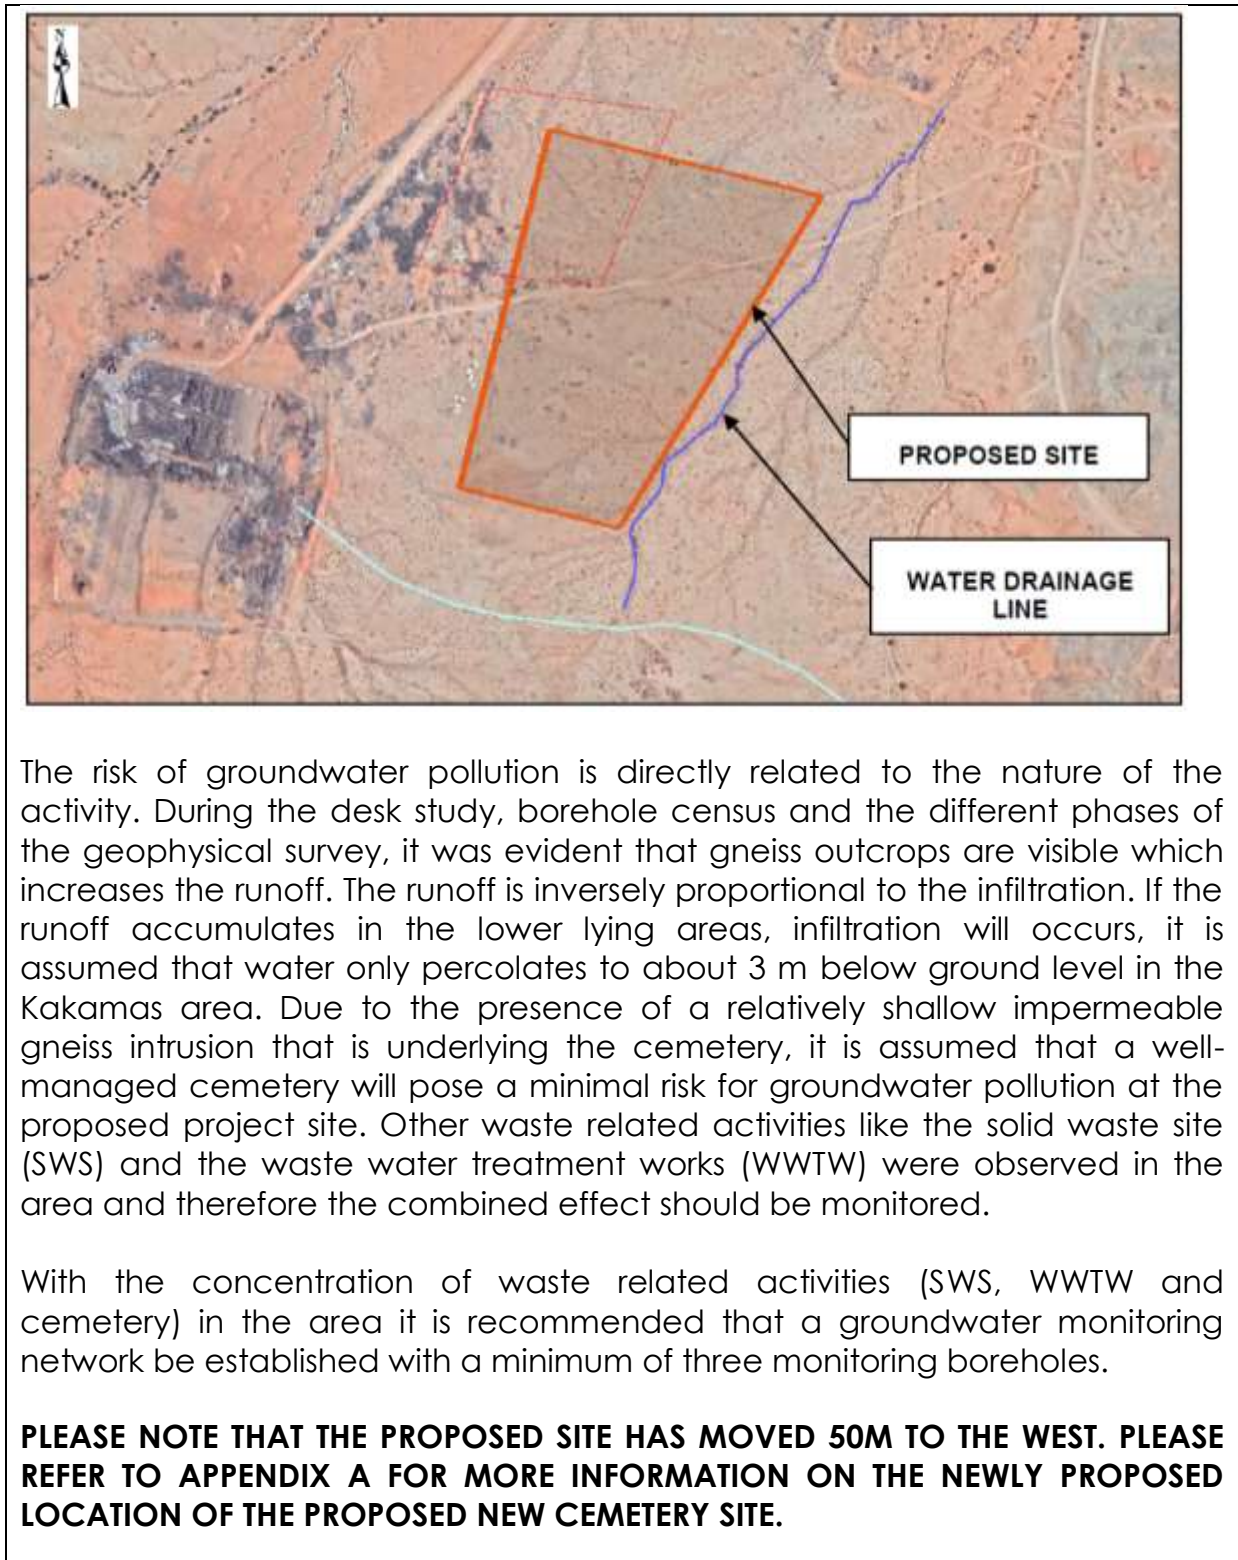 N
PROPOSED SITE
WATER DRAINAGE
LINE
The risk of groundwater pollution is directly related to the nature of the
activity. During the desk study, borehole census and the different phases of
the geophysical survey, it was evident that gneiss outcrops are visible which
increases the runoff. The runoff is inversely proportional to the infiltration. If the
runoff accumulates in the lower lying areas, infiltration will occurs, it is
assumed that water only percolates to about 3 m below ground level in the
Kakamas area. Due to the presence of a relatively shallow impermeable
gneiss intrusion that is underlying the cemetery, it is assumed that a well-
managed cemetery will pose a minimal risk for groundwater pollution at the
proposed project site. Other waste related activities like the solid waste site
(SWS) and the waste water treatment works (WWTW) were observed in the
area and therefore the combined effect should be monitored.
With the concentration of waste related activities (SWS, WWTW and
cemetery) in the area it is recommended that a groundwater monitoring
network be established with a minimum of three monitoring boreholes.
PLEASE NOTE THAT THE PROPOSED SITE HAS MOVED 50M TO THE WEST. PLEASE
REFER TO APPENDIX A FOR MORE INFORMATION ON THE NEWLY PROPOSED
LOCATION OF THE PROPOSED NEW CEMETERY SITE.